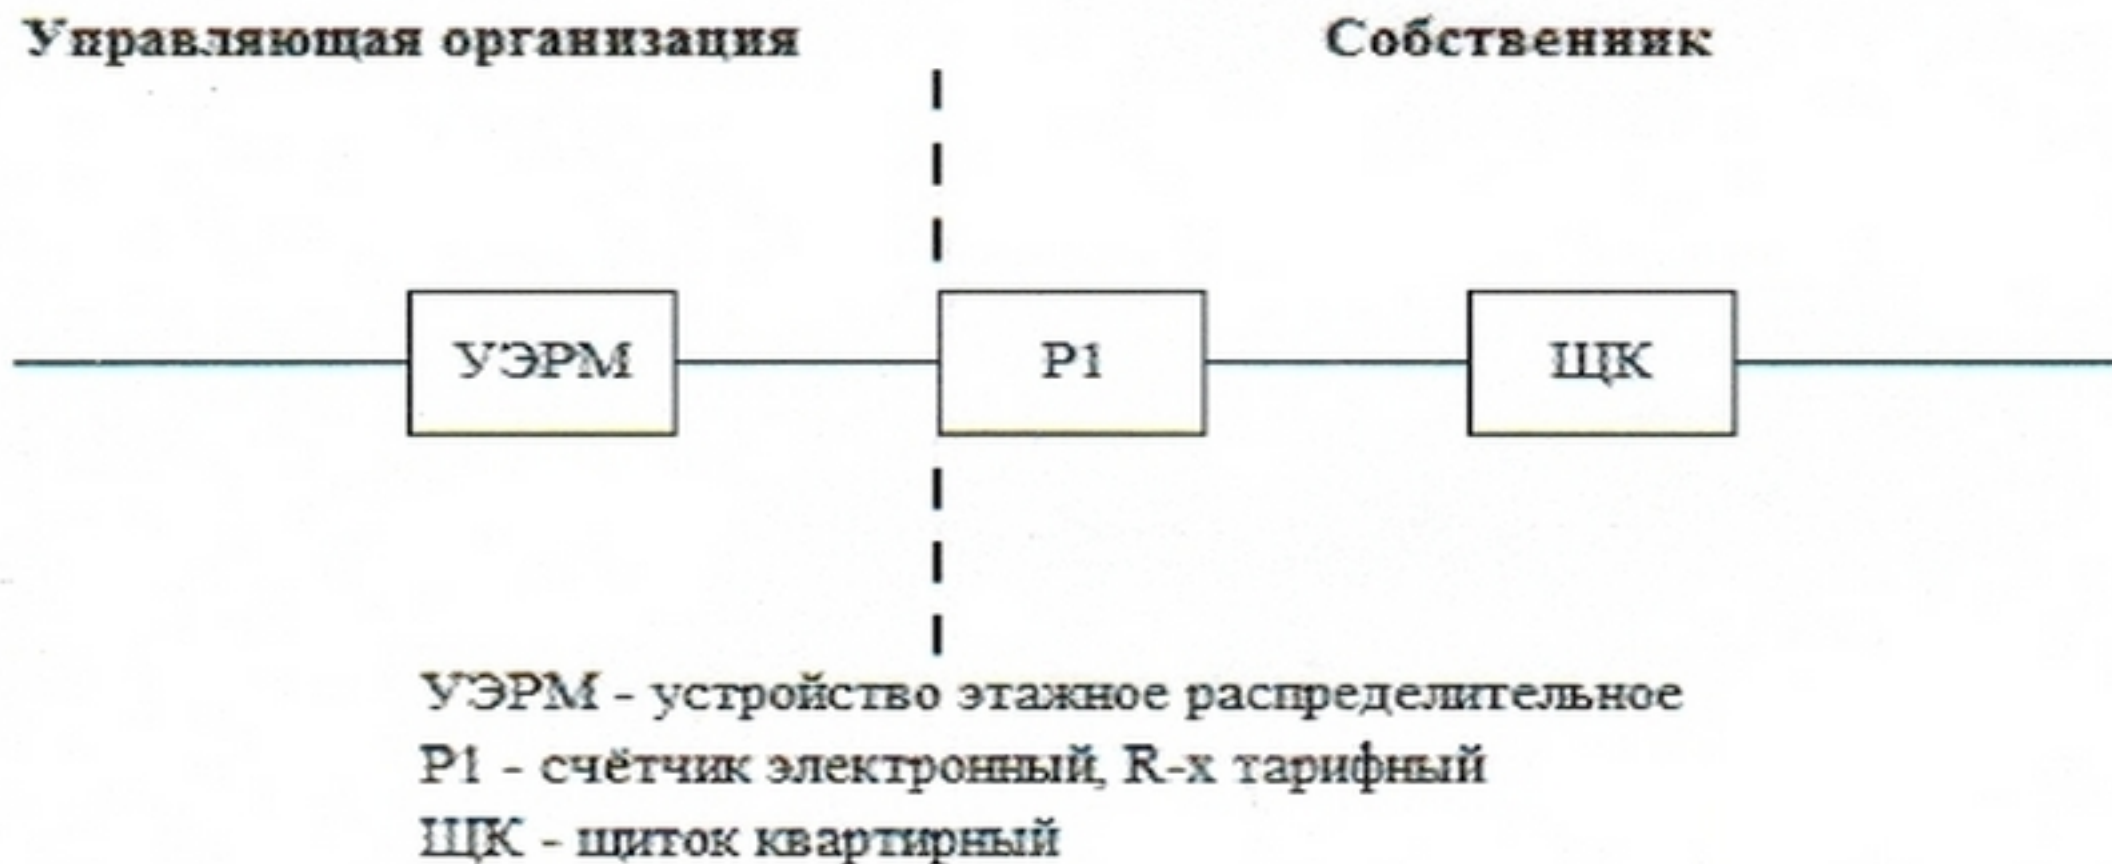 Управляющая организация
Собственник
УЭРМ
Р1
ЩК
УЭРМ - устройство этажное распределительное
Р1 - счётчик электронный, R-х тарифный
ЩК - щиток квартирный